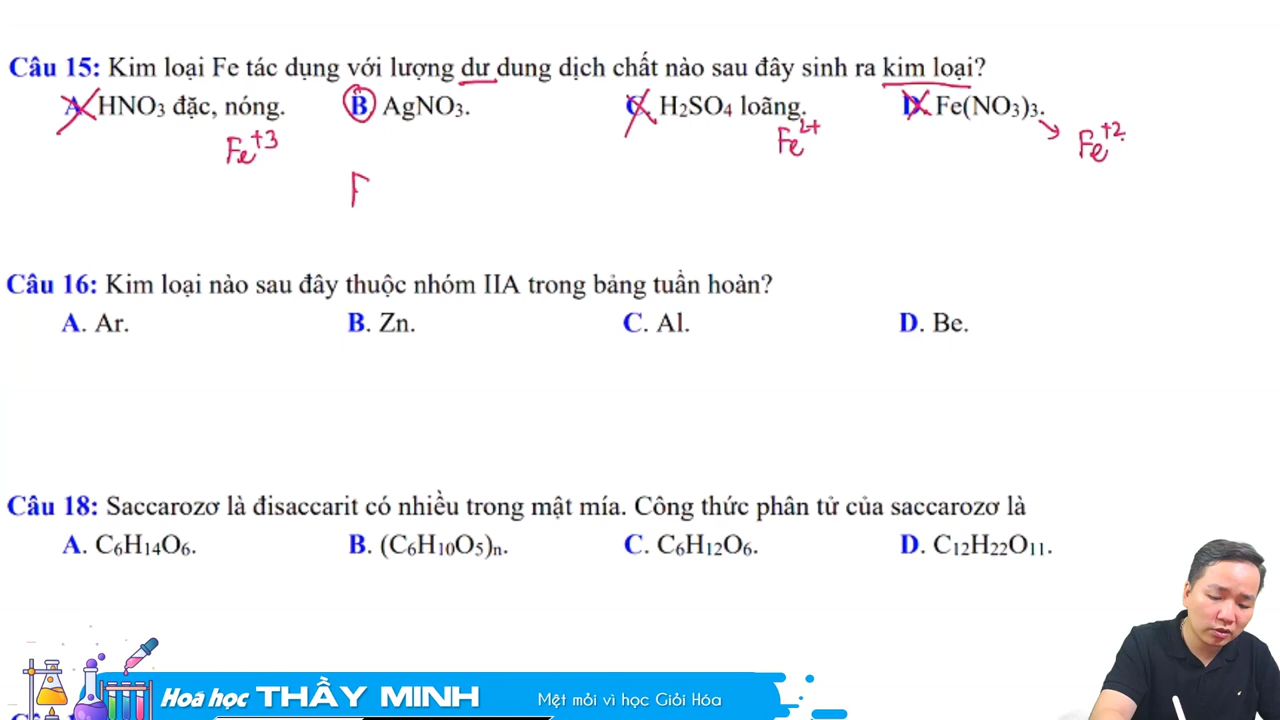 Câu 15: Kim loại Fe tác dụng với lượng dư dung dịch chất nào sau đây sinh ra kim loại?
A. HNO3 đặc, nóng. B. AgNO3. C. H2SO4 loãng. D. Fe(NO3)3.
Fe+3 Fe2+ Fe+2
F
Câu 16: Kim loại nào sau đây thuộc nhóm IIA trong bảng tuần hoàn?
A. Ar. B. Zn. C. Al. D. Be.
Câu 18: Saccarozơ là đisaccarit có nhiều trong mật mía. Công thức phân tử của saccarozơ là
A. C6H14O6. B. (C6H10O5)n. C. C6H12O6. D. C12H22O11.
Hoá học THẦY MINH Mệt mỏi vì học Giỏi Hóa